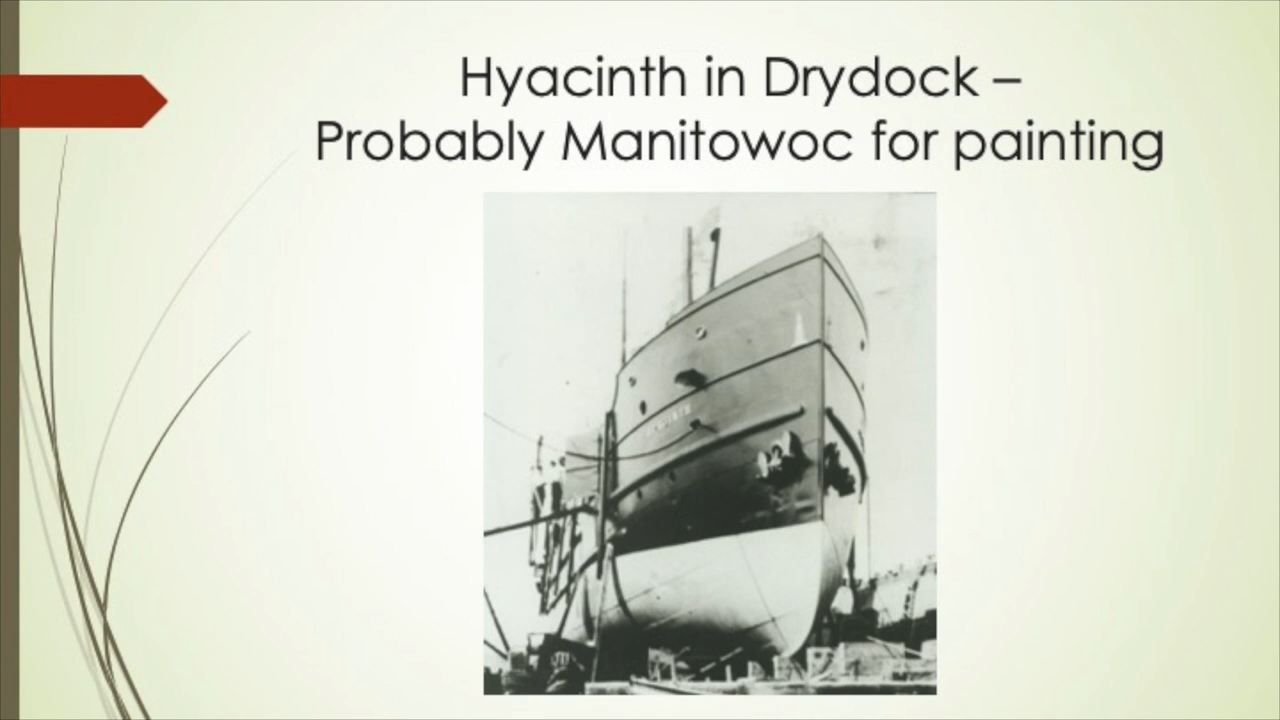 Hyacinth in Drydock –
Probably Manitowoc for painting